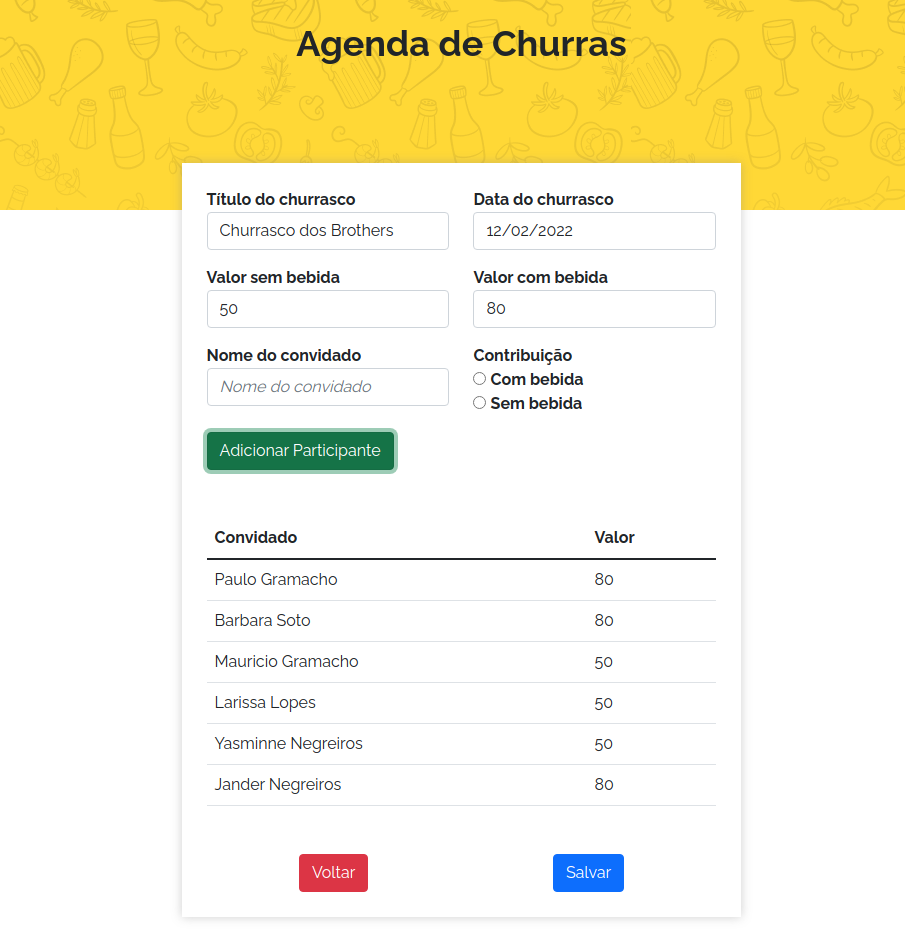 Agenda de Churras
Título do churrasco Data do churrasco
Churrasco dos Brothers 12/02/2022
Valor sem bebida Valor com bebida
50 80
Nome do convidado Contribuição
Nome do convidado Com bebida
Sem bebida
Adicionar Participante
Convidado Valor
Paulo Gramacho 80
Barbara Soto 80
Mauricio Gramacho 50
Larissa Lopes 50
Yasminne Negreiros 50
Jander Negreiros 80
Voltar Salvar